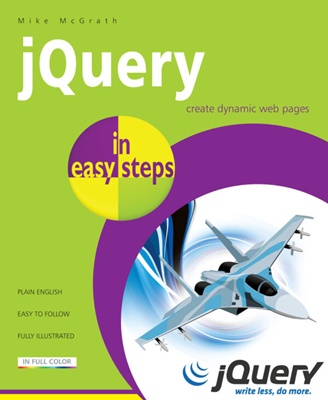 Mike McGrath
jQuery
create dynamic web pages
in
easy steps
PLAIN ENGLISH
EASY TO FOLLOW
FULLY ILLUSTRATED
IN FULL COLOR
jQuery
write less, do more.